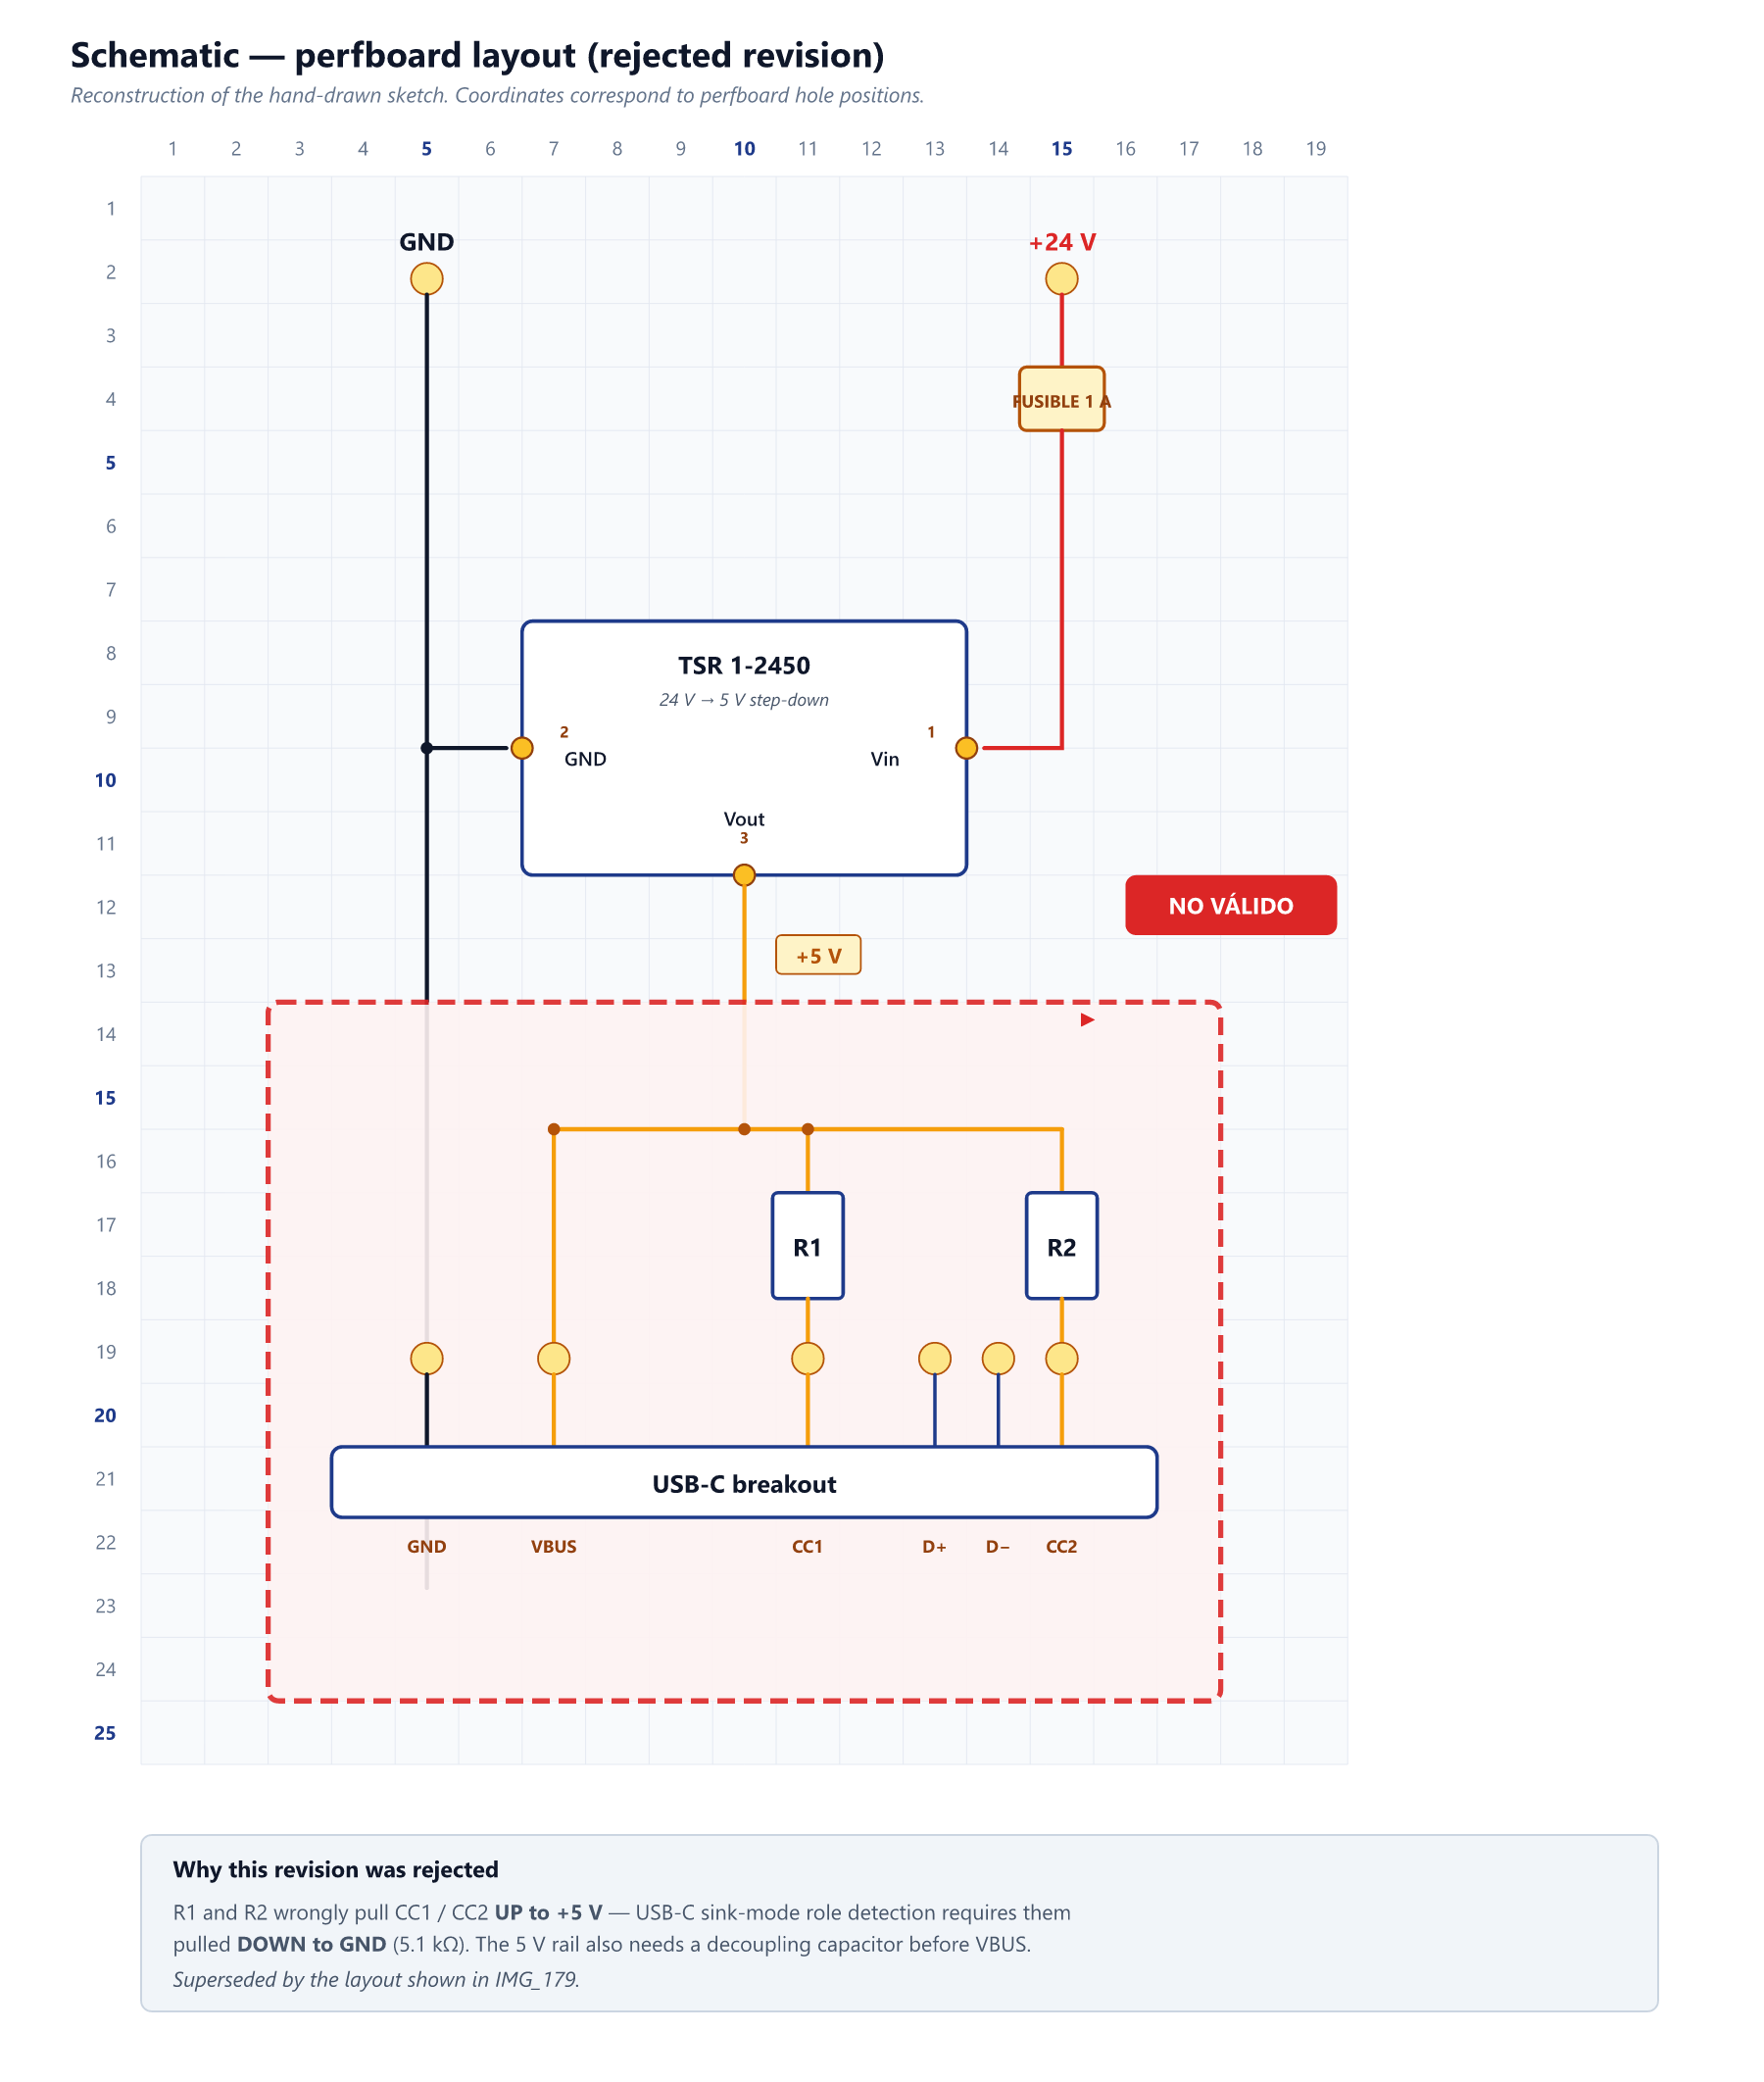 Schematic — perfboard layout (rejected revision)
Reconstruction of the hand-drawn sketch. Coordinates correspond to perfboard hole positions.
1 2 3 4 5 6 7 8 9 10 11 12 13 14 15 16 17 18 19
1
GND +24 V
2
3
4
FUSIBLE 1 A
5
6
7
8
TSR 1-2450
24 V → 5 V step-down
9
2 1
GND Vin
10
Vout
3
11
12
NO VÁLIDO
+5 V
13
14
►
15
16
17
R1 R2
18
19
20
21
USB-C breakout
22
GND VBUS CC1 D+ D− CC2
23
24
25
Why this revision was rejected
R1 and R2 wrongly pull CC1 / CC2 UP to +5 V — USB-C sink-mode role detection requires them
pulled DOWN to GND (5.1 kΩ). The 5 V rail also needs a decoupling capacitor before VBUS.
Superseded by the layout shown in IMG_179.